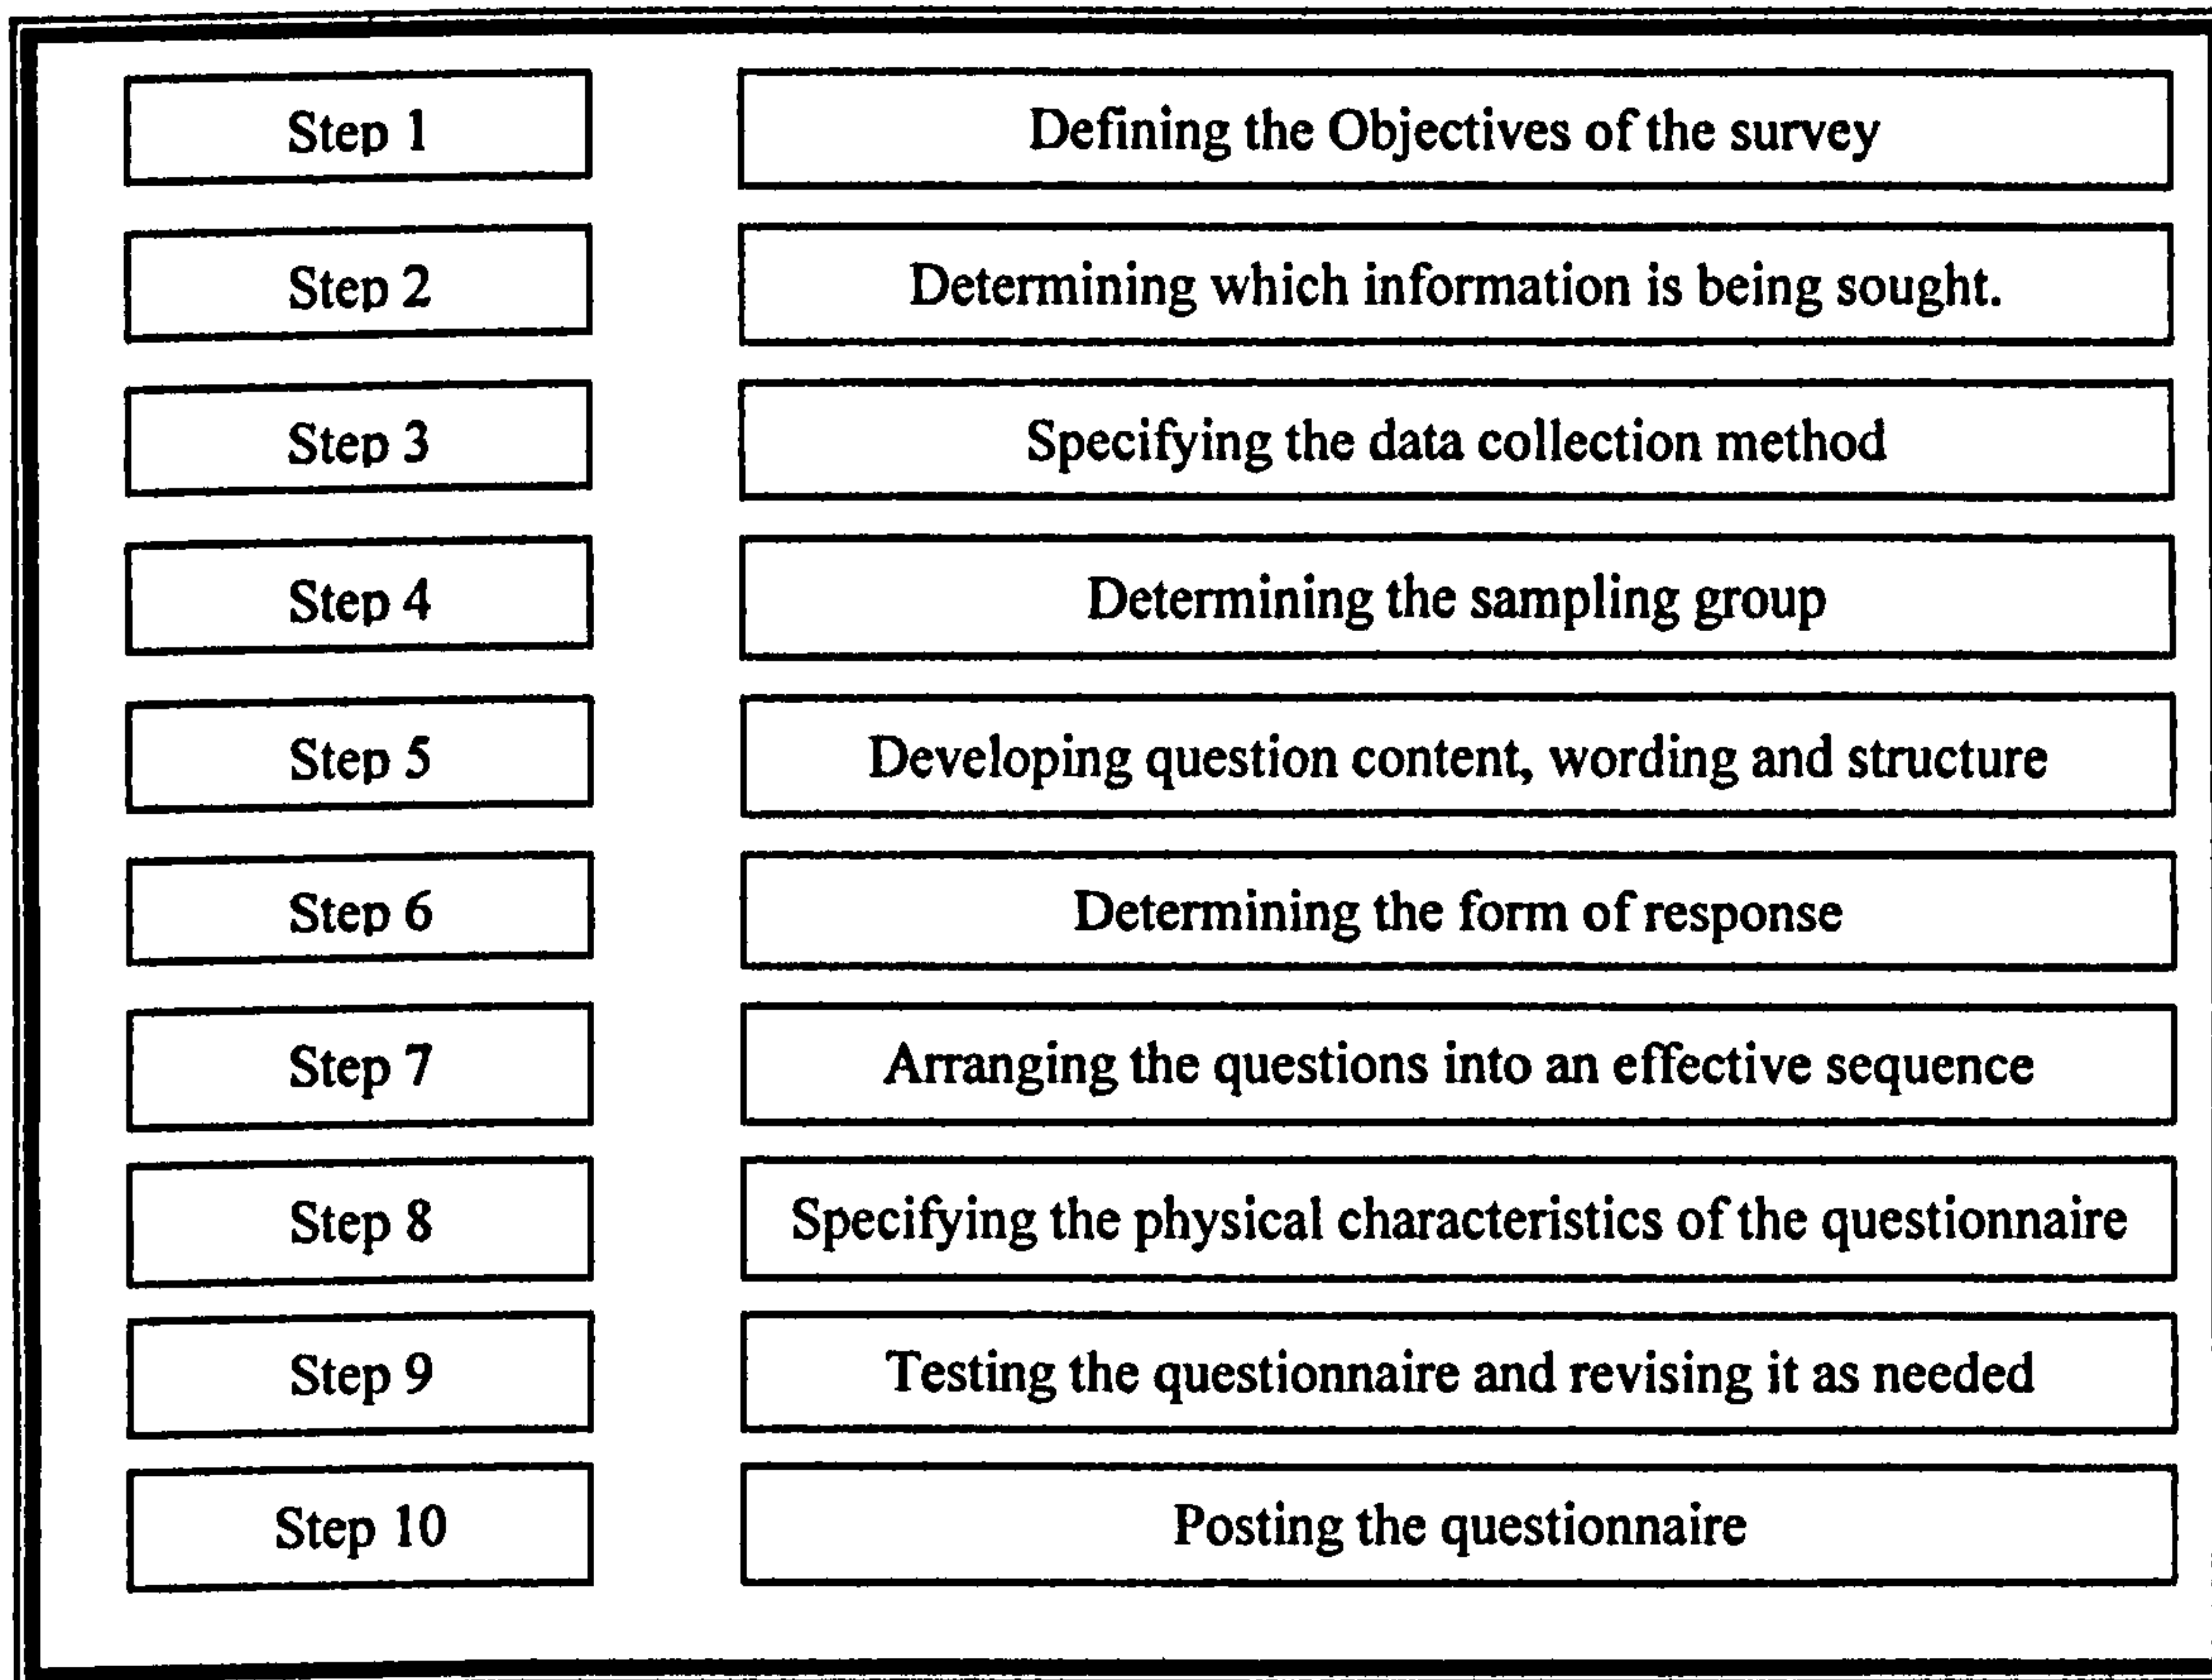 Step 1 Defining the Objectives of the survey
Step 2 Determining which information is being sought.
Step 3 Specifying the data collection method
Step 4 Determining the sampling group
Step 5 Developing question content, wording and structure
Step 6 Determining the form of response
Step 7 Arranging the questions into an effective sequence
Step 8 Specifying the physical characteristics of the questionnaire
Step 9 Testing the questionnaire and revising it as needed
Step 10 Posting the questionnaire